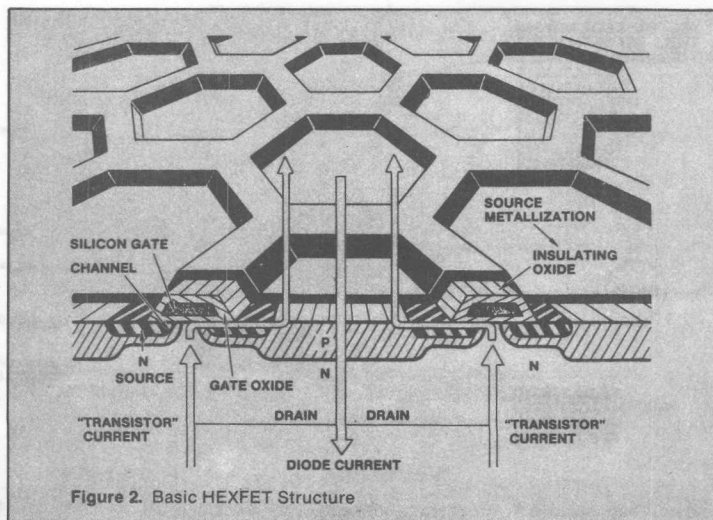 SOURCE
METALLIZATION
SILICON GATE
INSULATING
OXIDE
CHANNEL
P
N
N
N
SOURCE
GATE OXIDE
"TRANSISTOR"
CURRENT
DRAIN
DRAIN
"TRANSISTOR"
CURRENT
DIODE CURRENT
Figure 2. Basic HEXFET Structure